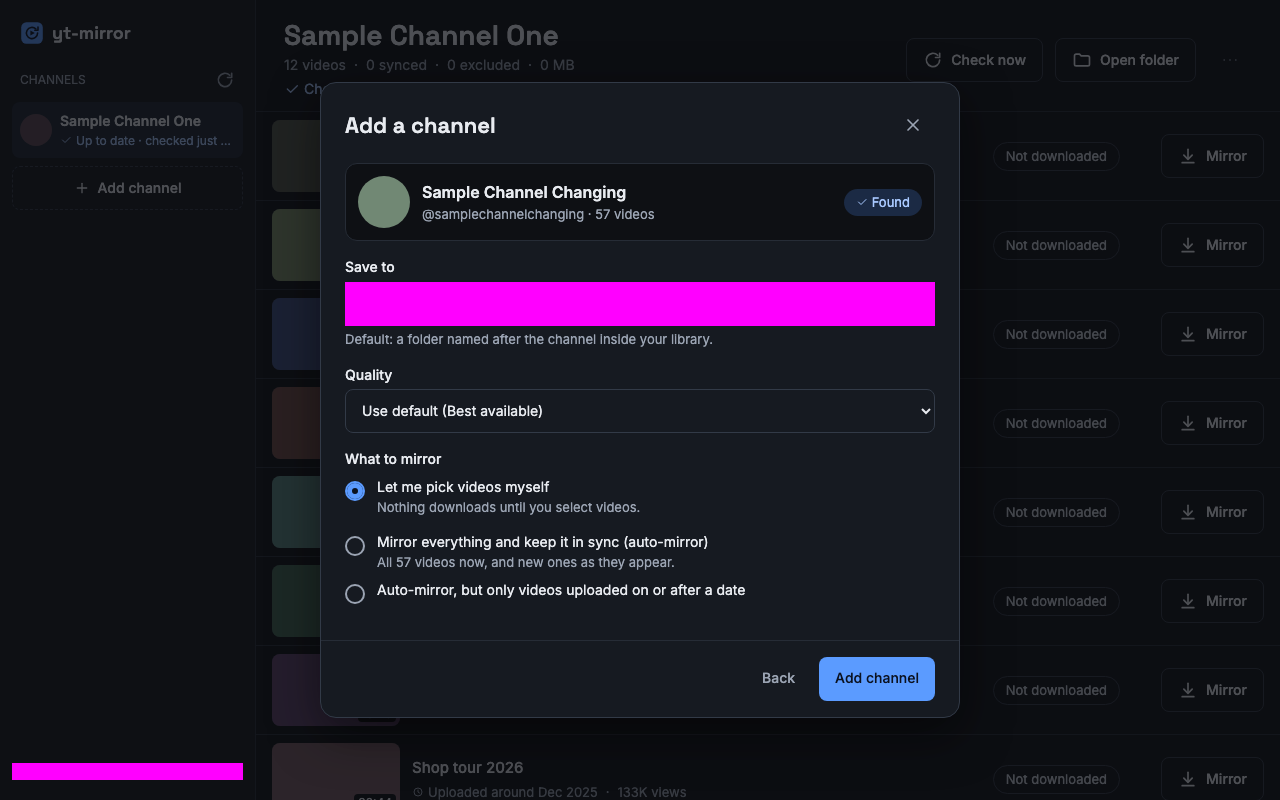 yt-mirror
CHANNELS
Sample Channel One
Up to date · checked just ...
+ Add channel
Sample Channel One
12 videos · 0 synced · 0 excluded · 0 MB
Check now
Open folder
...
Add a channel
Sample Channel Changing
@samplechannelchanging · 57 videos
Found
Save to
Default: a folder named after the channel inside your library.
Quality
Use default (Best available)
What to mirror
Let me pick videos myself
Nothing downloads until you select videos.
Mirror everything and keep it in sync (auto-mirror)
All 57 videos now, and new ones as they appear.
Auto-mirror, but only videos uploaded on or after a date
Back
Add channel
Not downloaded
Mirror
Not downloaded
Mirror
Not downloaded
Mirror
Not downloaded
Mirror
Not downloaded
Mirror
Not downloaded
Mirror
Not downloaded
Mirror
Shop tour 2026
Uploaded around Dec 2025 · 133K views
Not downloaded
Mirror